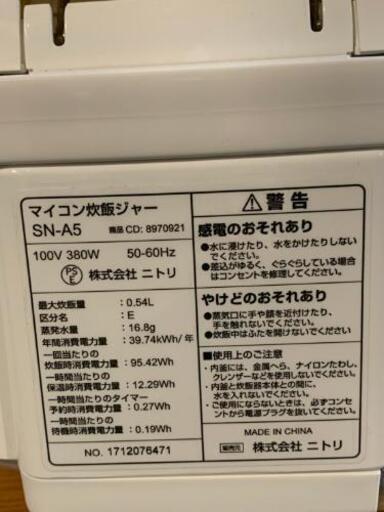 マイコン炊飯ジャー
SN-A5 商品CD: 8970921
100V 380W 50-60Hz
PSE 株式会社 ニトリ
最大炊飯量 : 0.54L
区分名 : E
蒸発水量 : 16.8g
年間消費電力量 : 39.74kWh/年
一回当たりの
炊飯時消費電力量 : 95.42Wh
一時間当たりの
保温時消費電力量 : 12.29Wh
一時間当たりのタイマー
予約時消費電力量 : 0.27Wh
一時間当たりの
待機時消費電力量 : 0.19Wh
NO. 1712076471
警告
感電のおそれあり
●水に浸けたり、水をかけたりしない
でください。
●差込がゆるく、ぐらぐらしている場合
はコンセントを修理してください。
やけどのおそれあり
●蒸気口に手や顔を近付けたり、
手を触れないでください。
●炊飯中はふたを開けないでください。
■使用上のご注意
・内釜には、金属へら、ナイロンたわし、
クレンザーなどを使用しないでください。
・内釜と炊飯器本体との間に、
水を入れないでください。
・ご使用にならないときは、必ずコンセ
ントから電源プラグを抜いてください。
MADE IN CHINA
販売元 株式会社 ニトリ